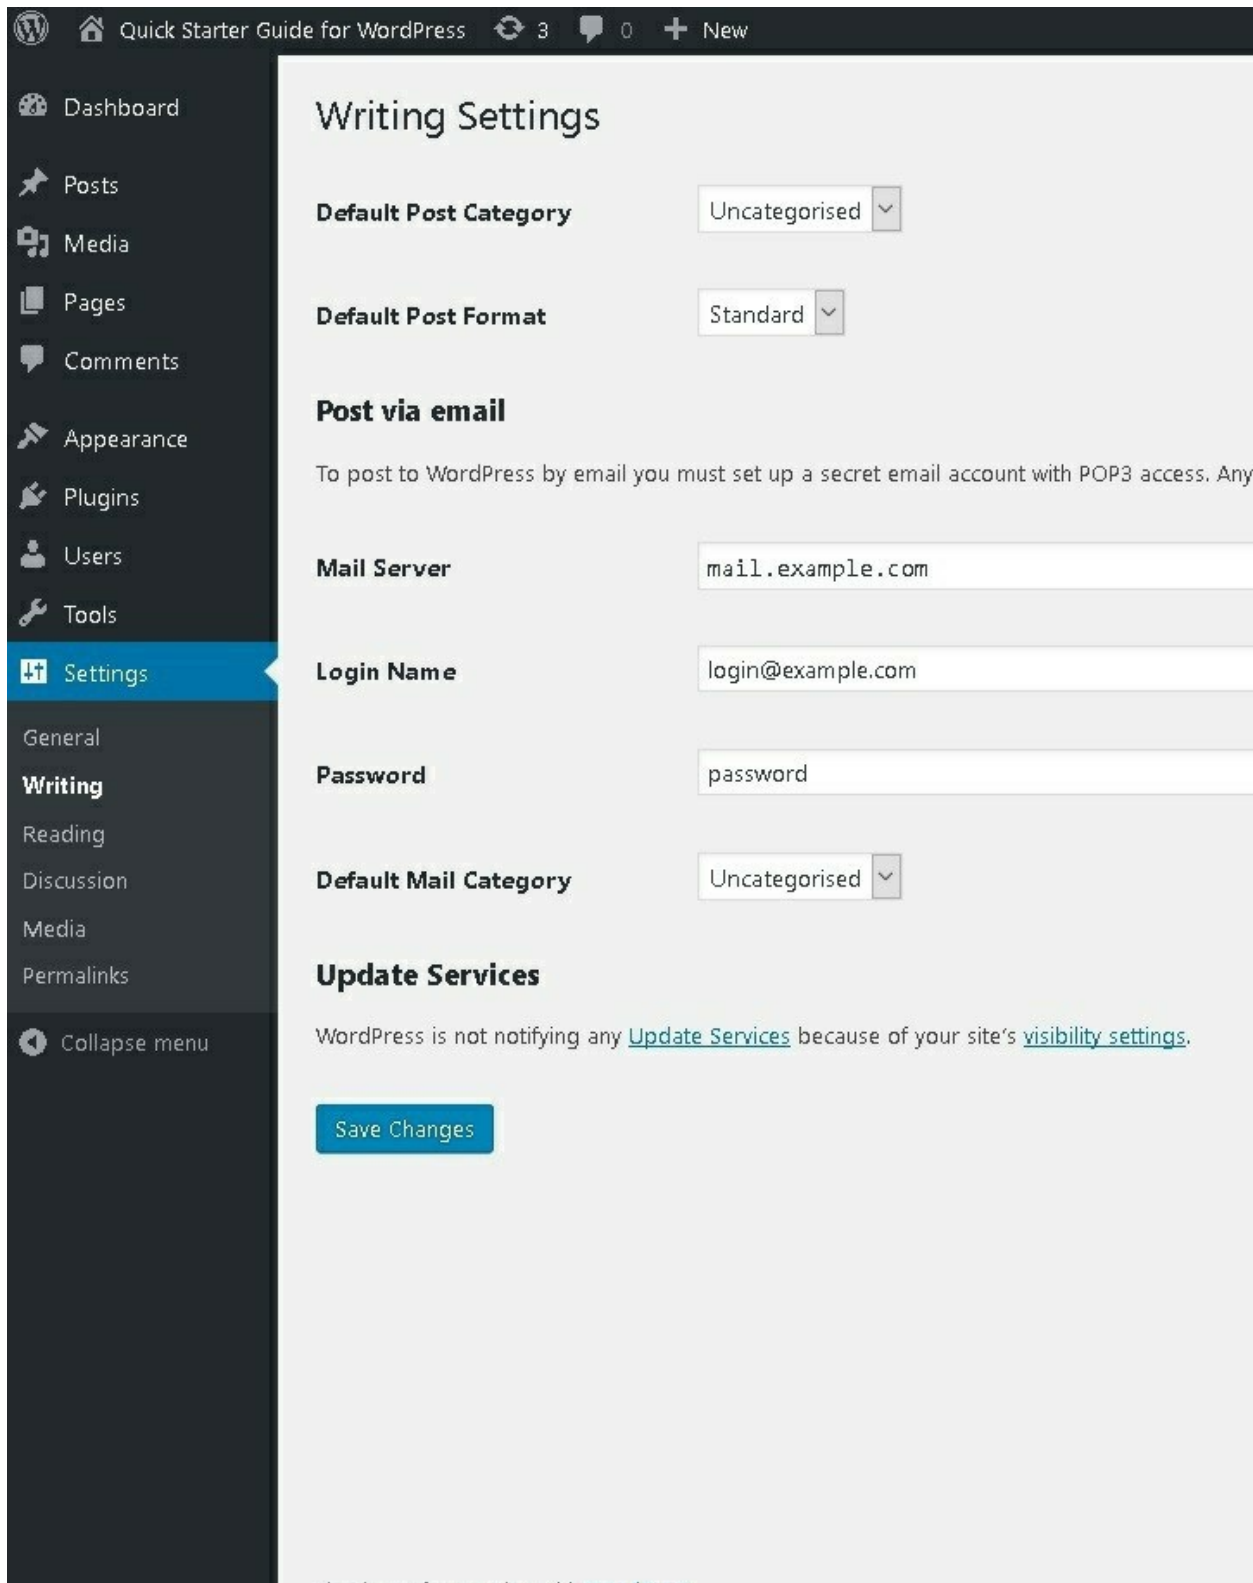 Quick Starter Guide for WordPress 3 0 New
Dashboard
Posts
Media
Pages
Comments
Appearance
Plugins
Users
Tools
Settings
General
Writing
Reading
Discussion
Media
Permalinks
Collapse menu
Writing Settings
Default Post Category Uncategorised
Default Post Format Standard
Post via email
To post to WordPress by email you must set up a secret email account with POP3 access. Any
Mail Server mail.example.com
Login Name login@example.com
Password password
Default Mail Category Uncategorised
Update Services
WordPress is not notifying any Update Services because of your site's visibility settings.
Save Changes